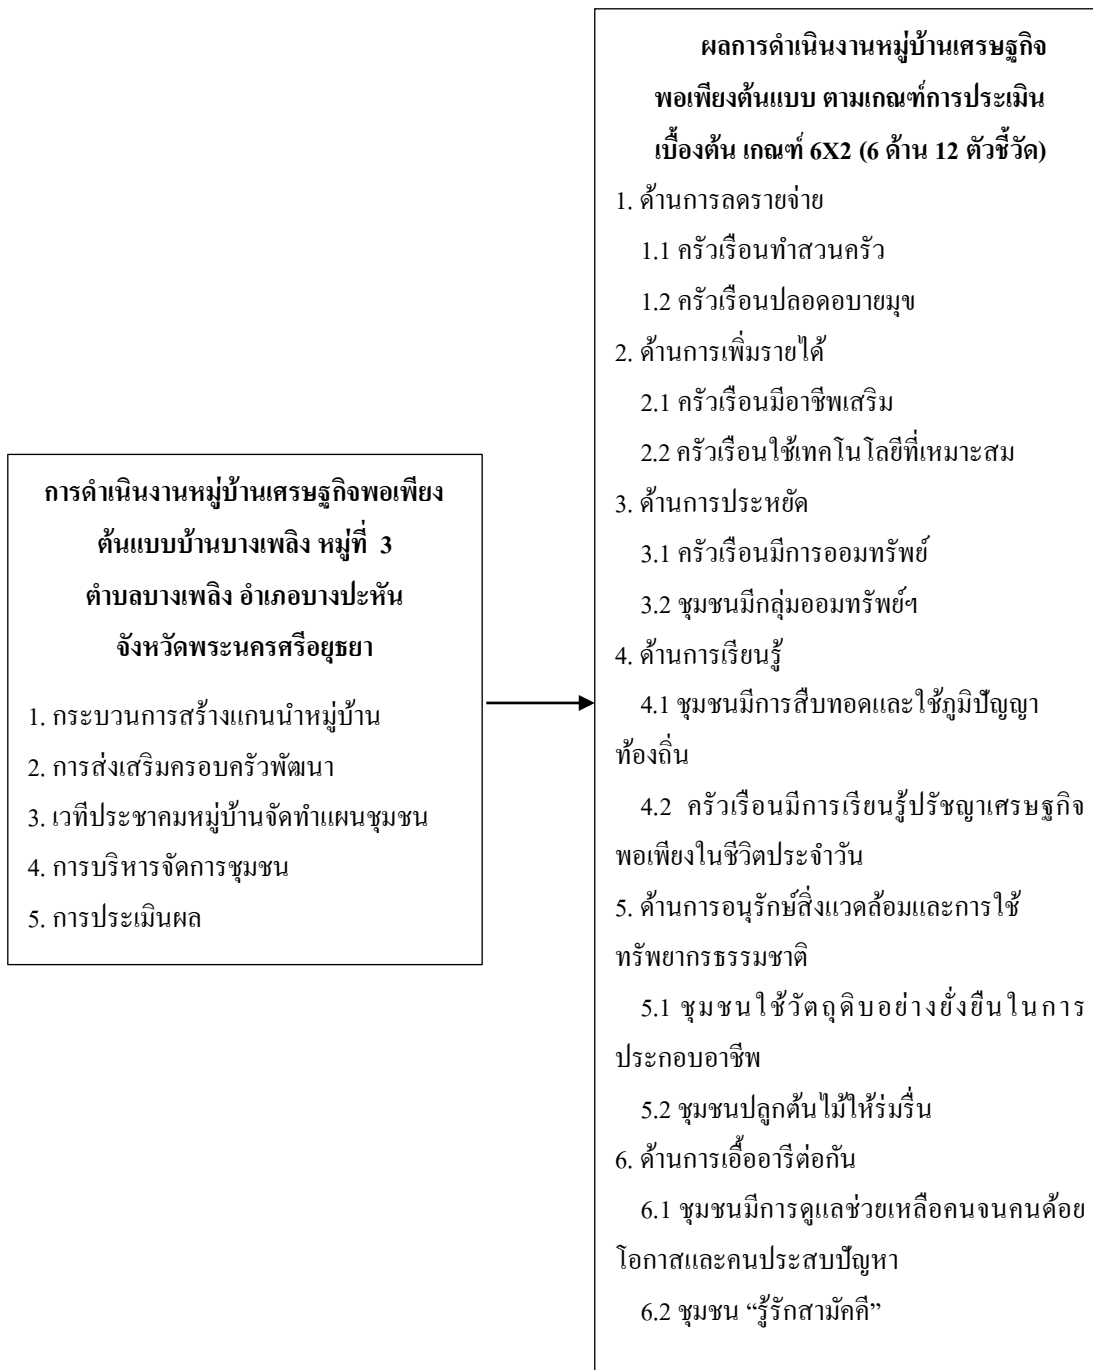 การดำเนินงานหมู่บ้านเศรษฐกิจพอเพียง
ต้นแบบบ้านบางเพลิง หมู่ที่ 3
ตำบลบางเพลิง อำเภอบางปะหัน
จังหวัดพระนครศรีอยุธยา
1. กระบวนการสร้างแกนนำหมู่บ้าน
2. การส่งเสริมครอบครัวพัฒนา
3. เวทีประชาคมหมู่บ้านจัดทำแผนชุมชน
4. การบริหารจัดการชุมชน
5. การประเมินผล
ผลการดำเนินงานหมู่บ้านเศรษฐกิจ
พอเพียงต้นแบบ ตามเกณฑ์การประเมิน
เบื้องต้น เกณฑ์ 6X2 (6 ด้าน 12 ตัวชี้วัด)
1. ด้านการลดรายจ่าย
1.1 ครัวเรือนทำสวนครัว
1.2 ครัวเรือนปลอดอบายมุข
2. ด้านการเพิ่มรายได้
2.1 ครัวเรือนมีอาชีพเสริม
2.2 ครัวเรือนใช้เทคโนโลยีที่เหมาะสม
3. ด้านการประหยัด
3.1 ครัวเรือนมีการออมทรัพย์
3.2 ชุมชนมีกลุ่มออมทรัพย์ฯ
4. ด้านการเรียนรู้
4.1 ชุมชนมีการสืบทอดและใช้ภูมิปัญญา
ท้องถิ่น
4.2 ครัวเรือนมีการเรียนรู้ปรัชญาเศรษฐกิจ
พอเพียงในชีวิตประจำวัน
5. ด้านการอนุรักษ์สิ่งแวดล้อมและการใช้
ทรัพยากรธรรมชาติ
5.1 ชุมชนใช้วัตถุดิบอย่างยั่งยืนในการ
ประกอบอาชีพ
5.2 ชุมชนปลูกต้นไม้ให้ร่มรื่น
6. ด้านการเอื้ออารีต่อกัน
6.1 ชุมชนมีการดูแลช่วยเหลือคนจนคนด้อย
โอกาสและคนประสบปัญหา
6.2 ชุมชน “รู้รักสามัคคี”